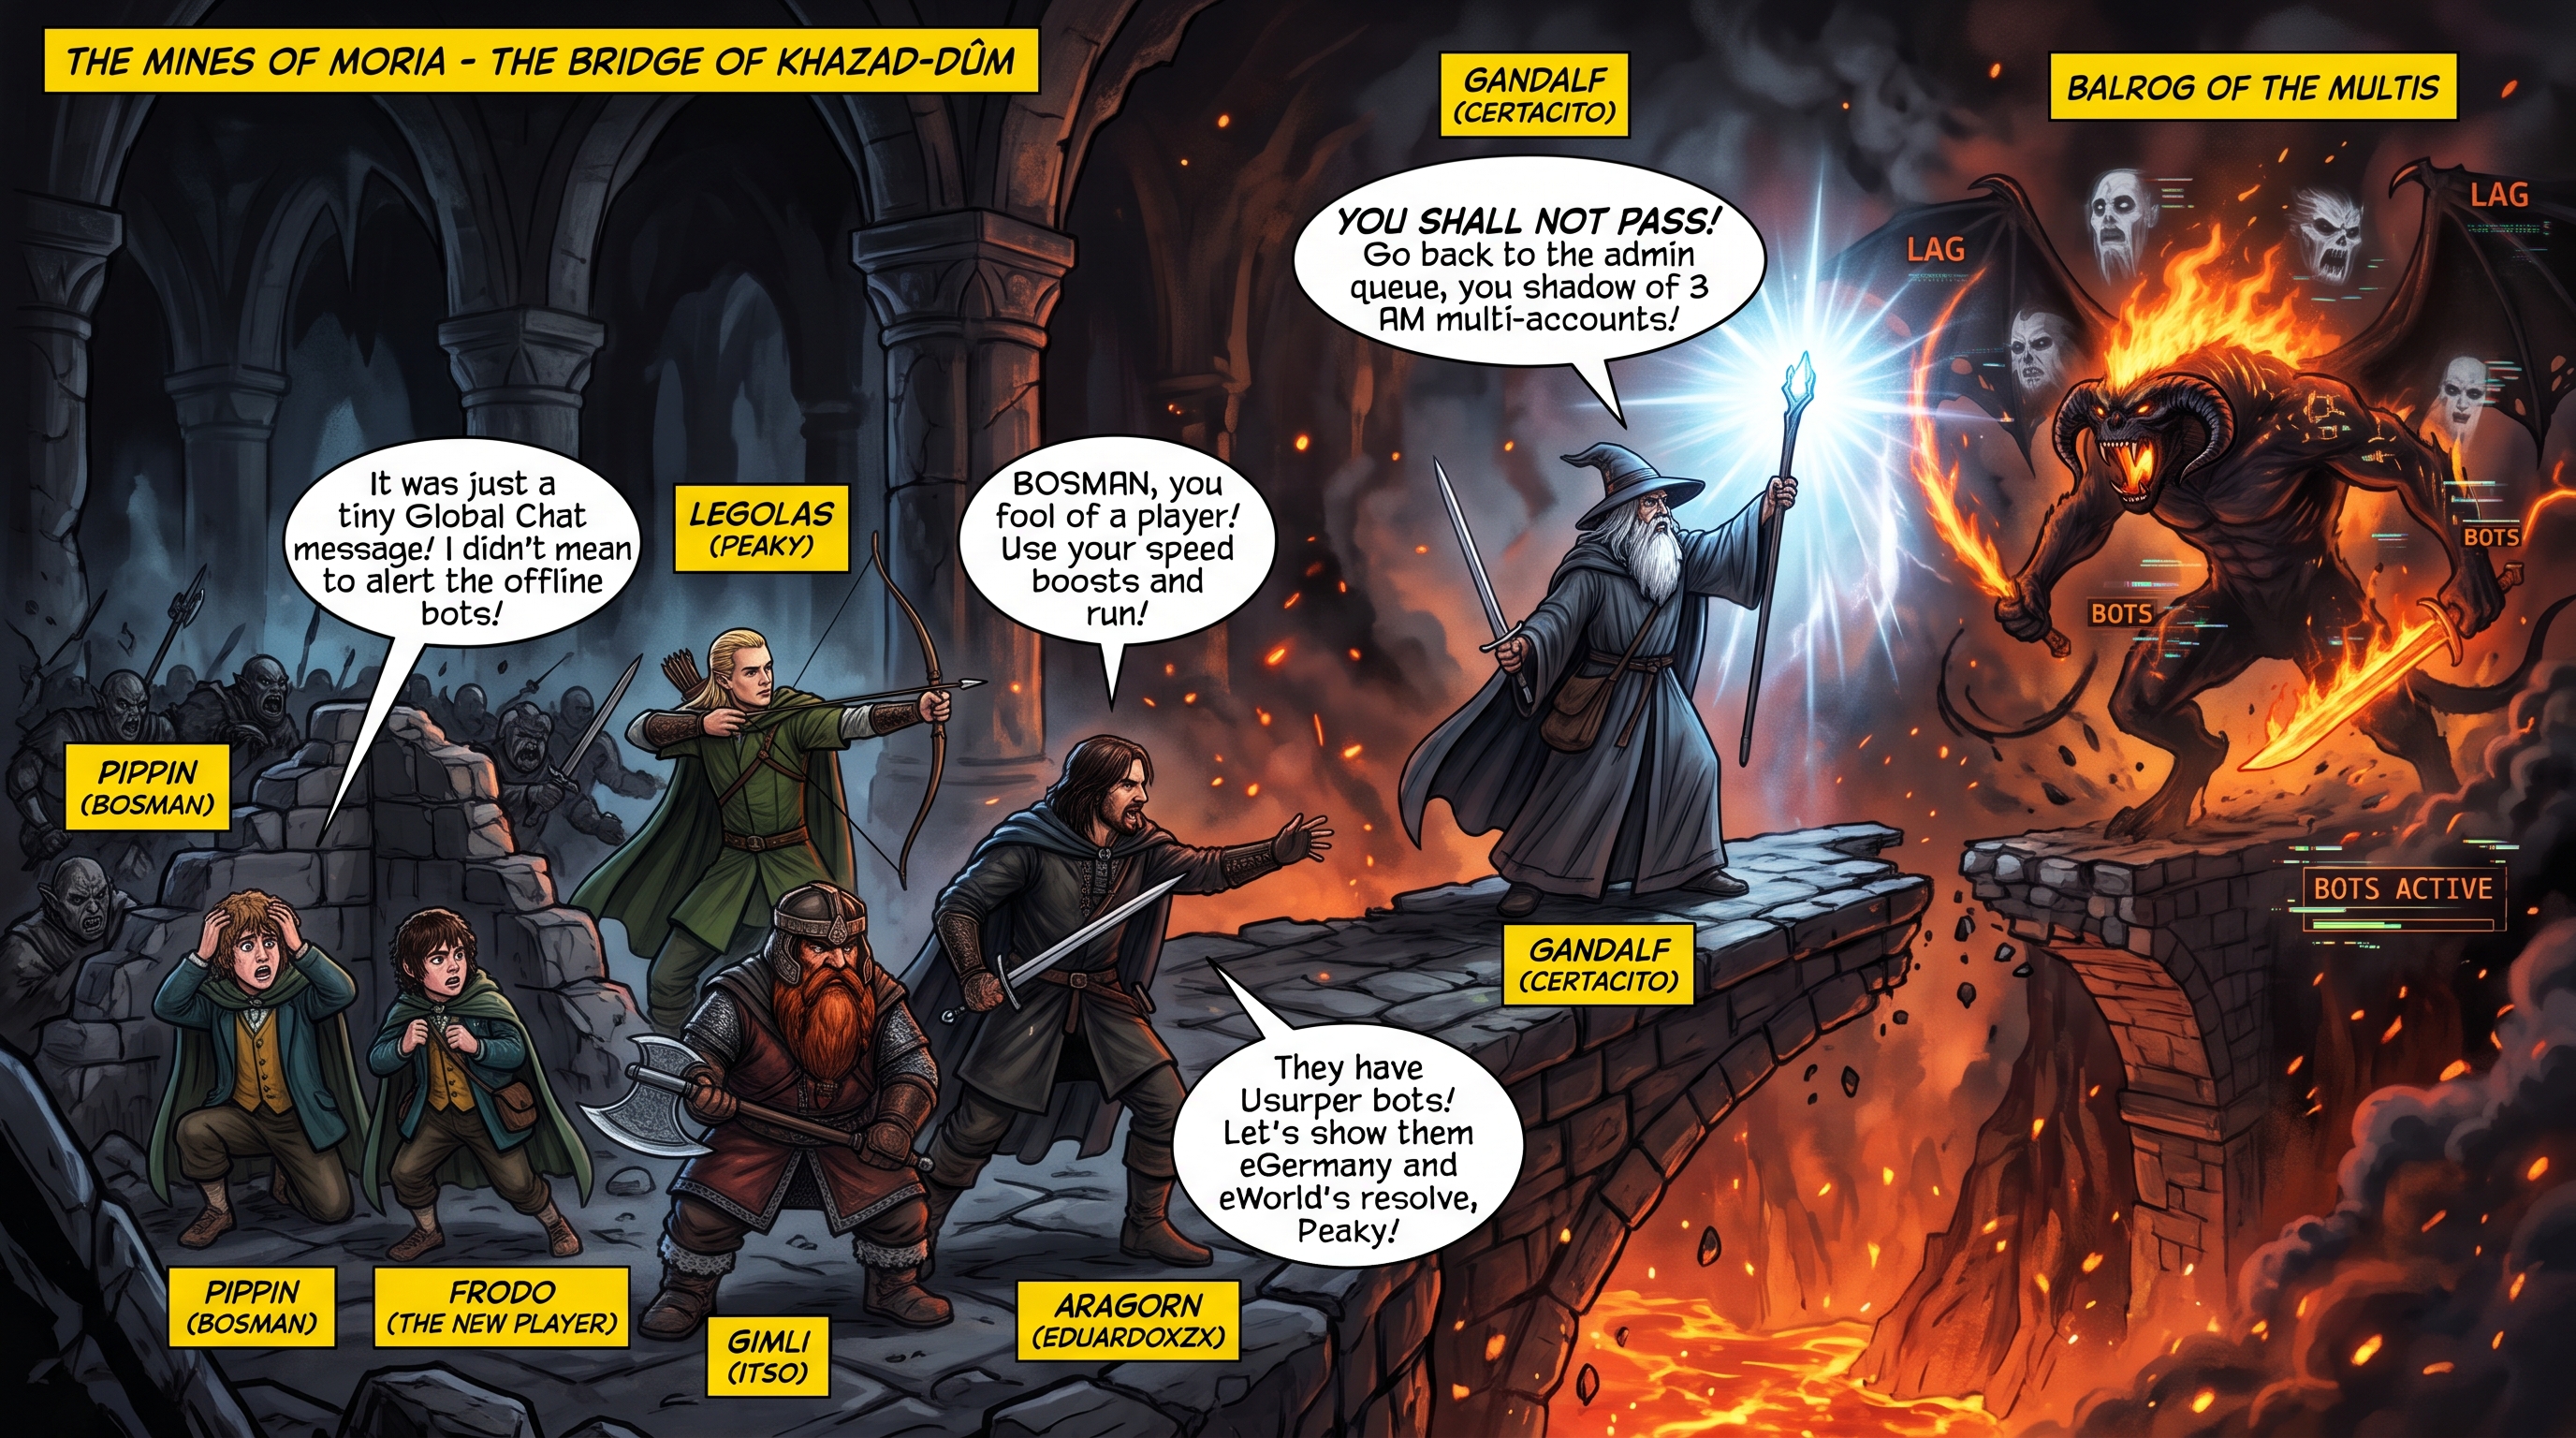 THE MINES OF MORIA - THE BRIDGE OF KHAZAD-DÛM
GANDALF
(CERTACITO)
BALROG OF THE MULTIS
YOU SHALL NOT PASS!
Go back to the admin
queue, you shadow of 3
AM multi-accounts!
LAG
LAG
It was just a
tiny Global Chat
message! I didn't mean
to alert the offline
bots!
LEGOLAS
(PEAKY)
BOSMAN, you
fool of a player!
Use your speed
boosts and
run!
BOTS
BOTS
PIPPIN
(BOSMAN)
BOTS ACTIVE
GANDALF
(CERTACITO)
They have
Usurper bots!
Let's show them
eGermany and
eWorld's resolve,
Peaky!
PIPPIN
(BOSMAN)
FRODO
(THE NEW PLAYER)
GIMLI
(ITSO)
ARAGORN
(EDUARDOXZX)